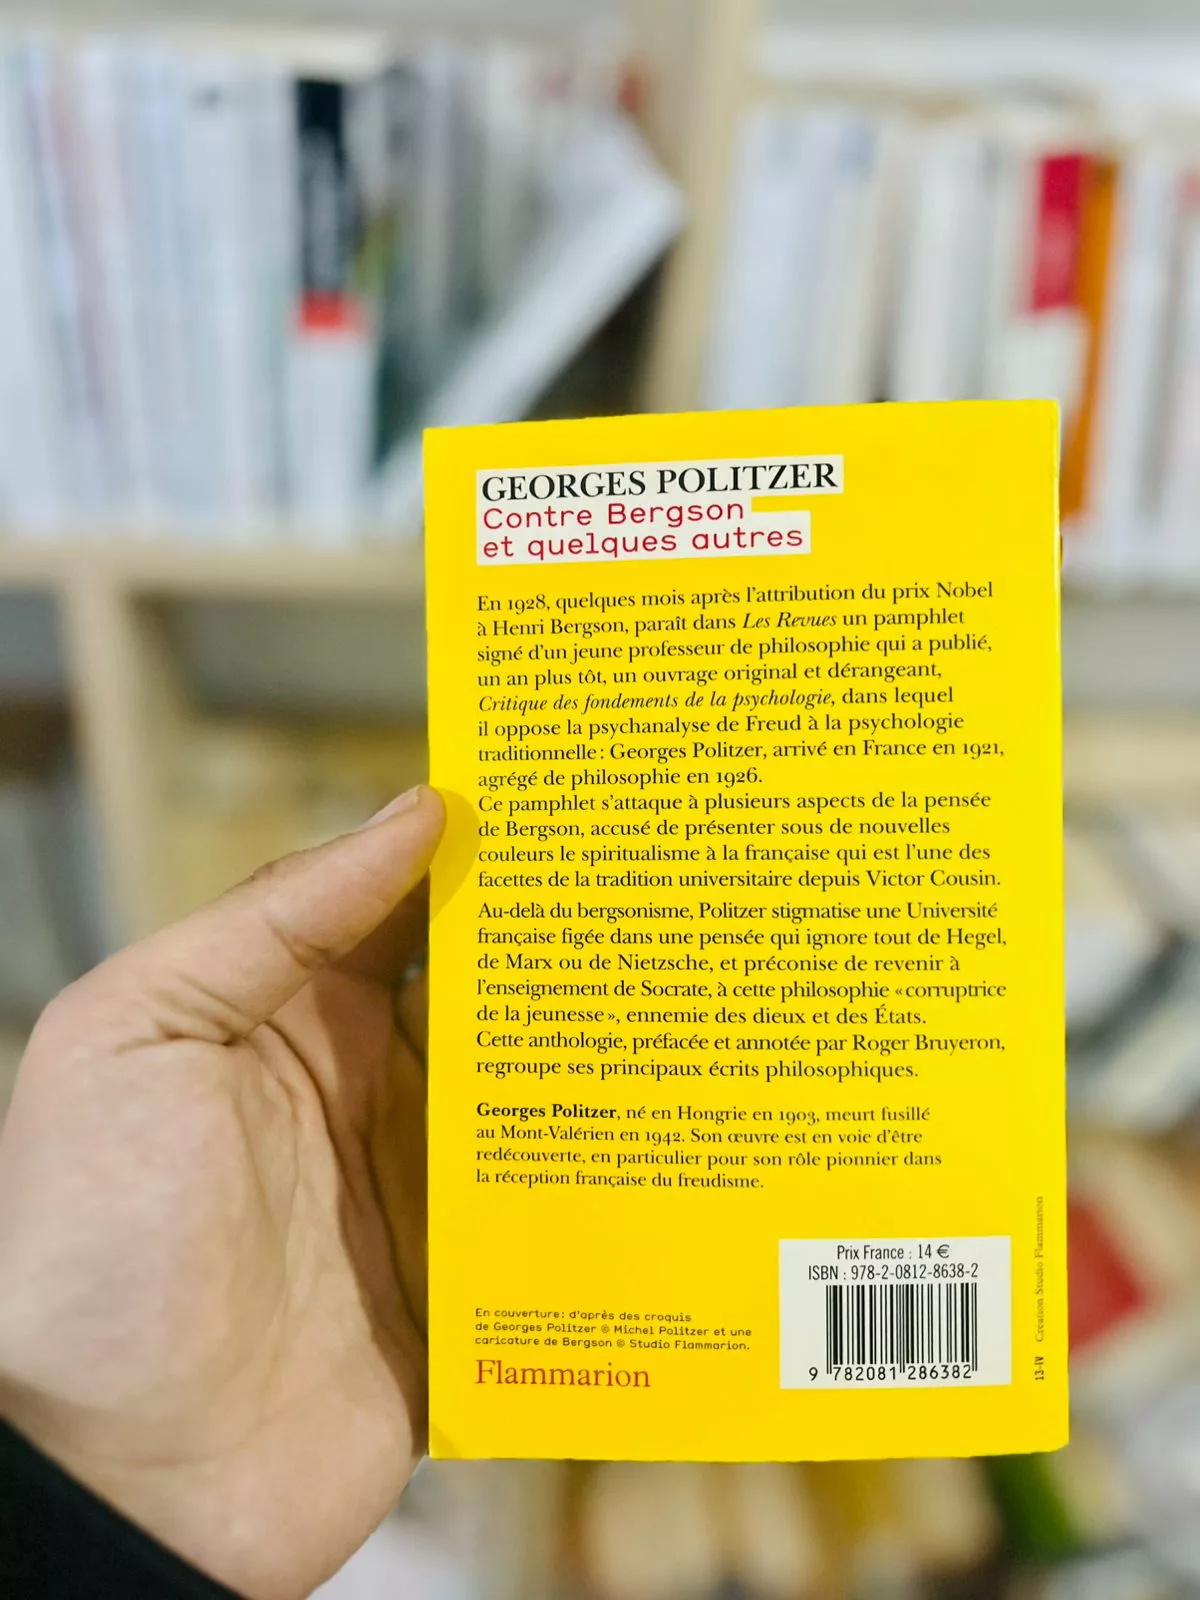 GEORGES POLITZER
Contre Bergson
et quelques autres
En 1928, quelques mois après l'attribution du prix Nobel
à Henri Bergson, paraît dans Les Revues un pamphlet
signé d'un jeune professeur de philosophie qui a publié,
un an plus tôt, un ouvrage original et dérangeant,
Critique des fondements de la psychologie, dans lequel
il oppose la psychanalyse de Freud à la psychologie
traditionnelle : Georges Politzer, arrivé en France en 1921,
agrégé de philosophie en 1926.
Ce pamphlet s'attaque à plusieurs aspects de la pensée
de Bergson, accusé de présenter sous de nouvelles
couleurs le spiritualisme à la française qui est l'une des
facettes de la tradition universitaire depuis Victor Cousin.
Au-delà du bergsonisme, Politzer stigmatise une Université
française figée dans une pensée qui ignore tout de Hegel,
de Marx ou de Nietzsche, et préconise de revenir à
l'enseignement de Socrate, à cette philosophie « corruptrice
de la jeunesse », ennemie des dieux et des États.
Cette anthologie, préfacée et annotée par Roger Bruyeron,
regroupe ses principaux écrits philosophiques.
Georges Politzer, né en Hongrie en 1903, meurt fusillé
au Mont-Valérien en 1942. Son œuvre est en voie d'être
redécouverte, en particulier pour son rôle pionnier dans
la réception française du freudisme.
En couverture : d'après des croquis
de Georges Politzer © Michel Politzer et une
caricature de Bergson © Studio Flammarion.
Flammarion
Prix France : 14 €
ISBN : 978-2-0812-8638-2
9 782081 286382
13-IV Création Studio Flammarion